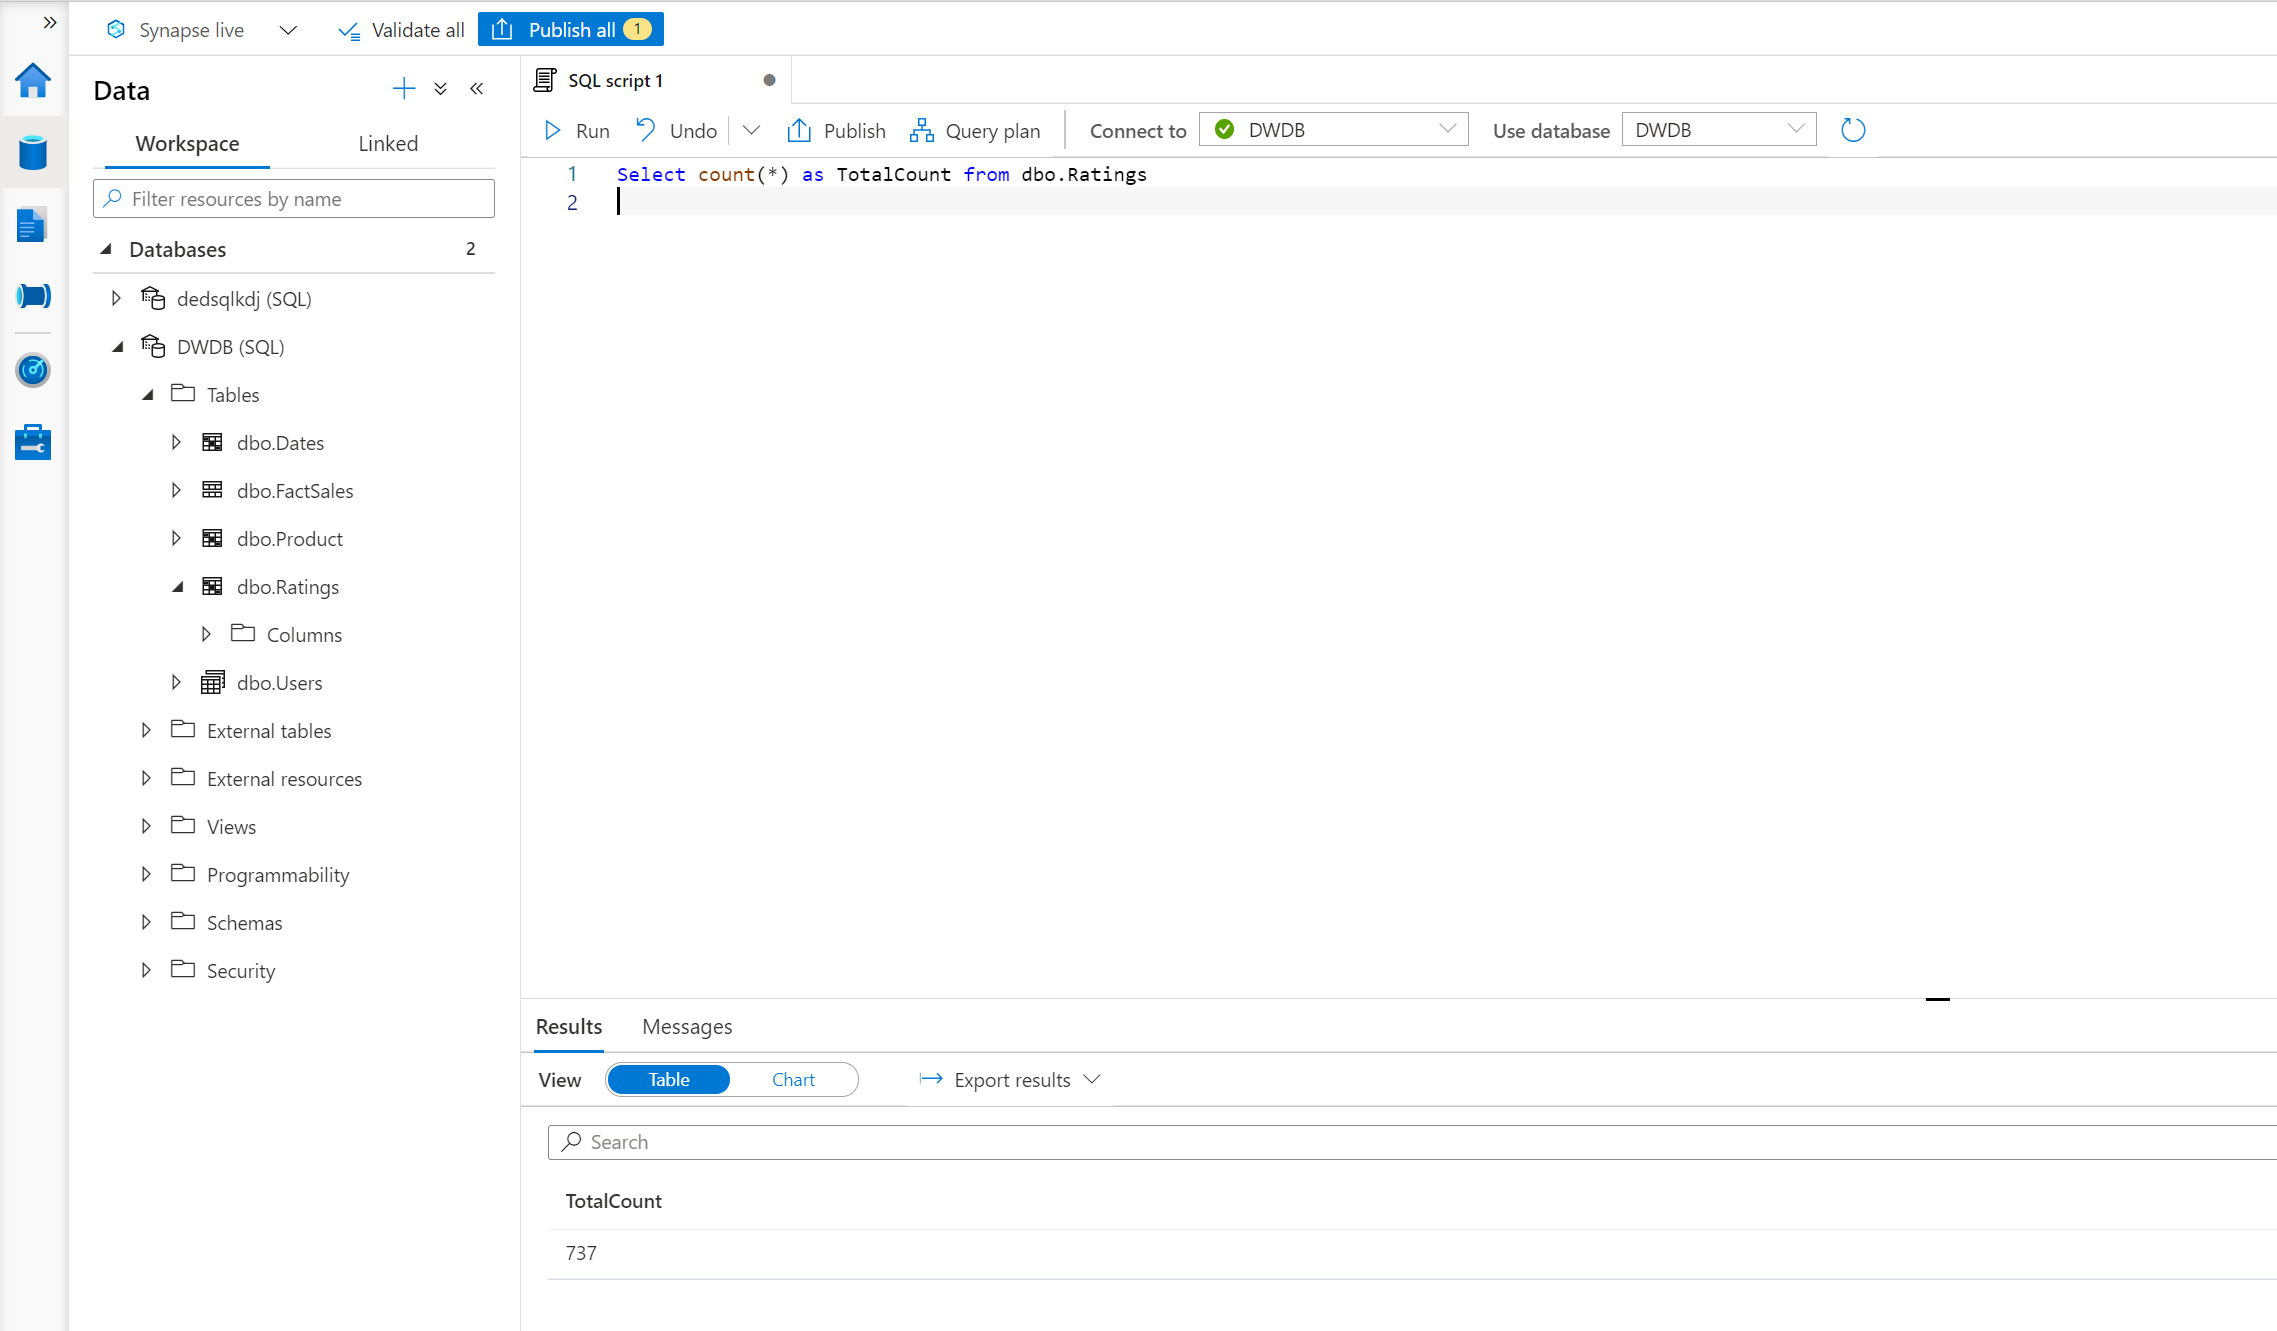 Synapse live
Validate all
Publish all 1
Data
Workspace Linked
Filter resources by name
Databases 2
dedsqlkdj (SQL)
DWDB (SQL)
Tables
dbo.Dates
dbo.FactSales
dbo.Product
dbo.Ratings
Columns
dbo.Users
External tables
External resources
Views
Programmability
Schemas
Security
SQL script 1
Run Undo Publish Query plan Connect to DWDB Use database DWDB
1 Select count(*) as TotalCount from dbo.Ratings
2
Results Messages
View Table Chart Export results
Search
TotalCount
737